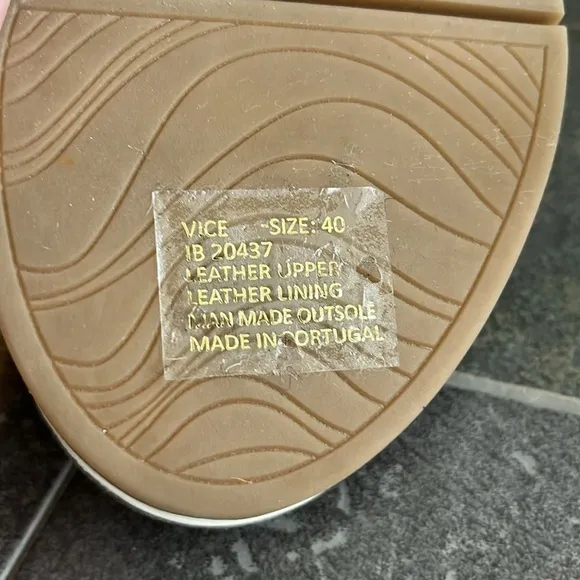 VICE -SIZE: 40
IB 20437
LEATHER UPPER
LEATHER LINING
MAN MADE OUTSOLE
MADE IN PORTUGAL